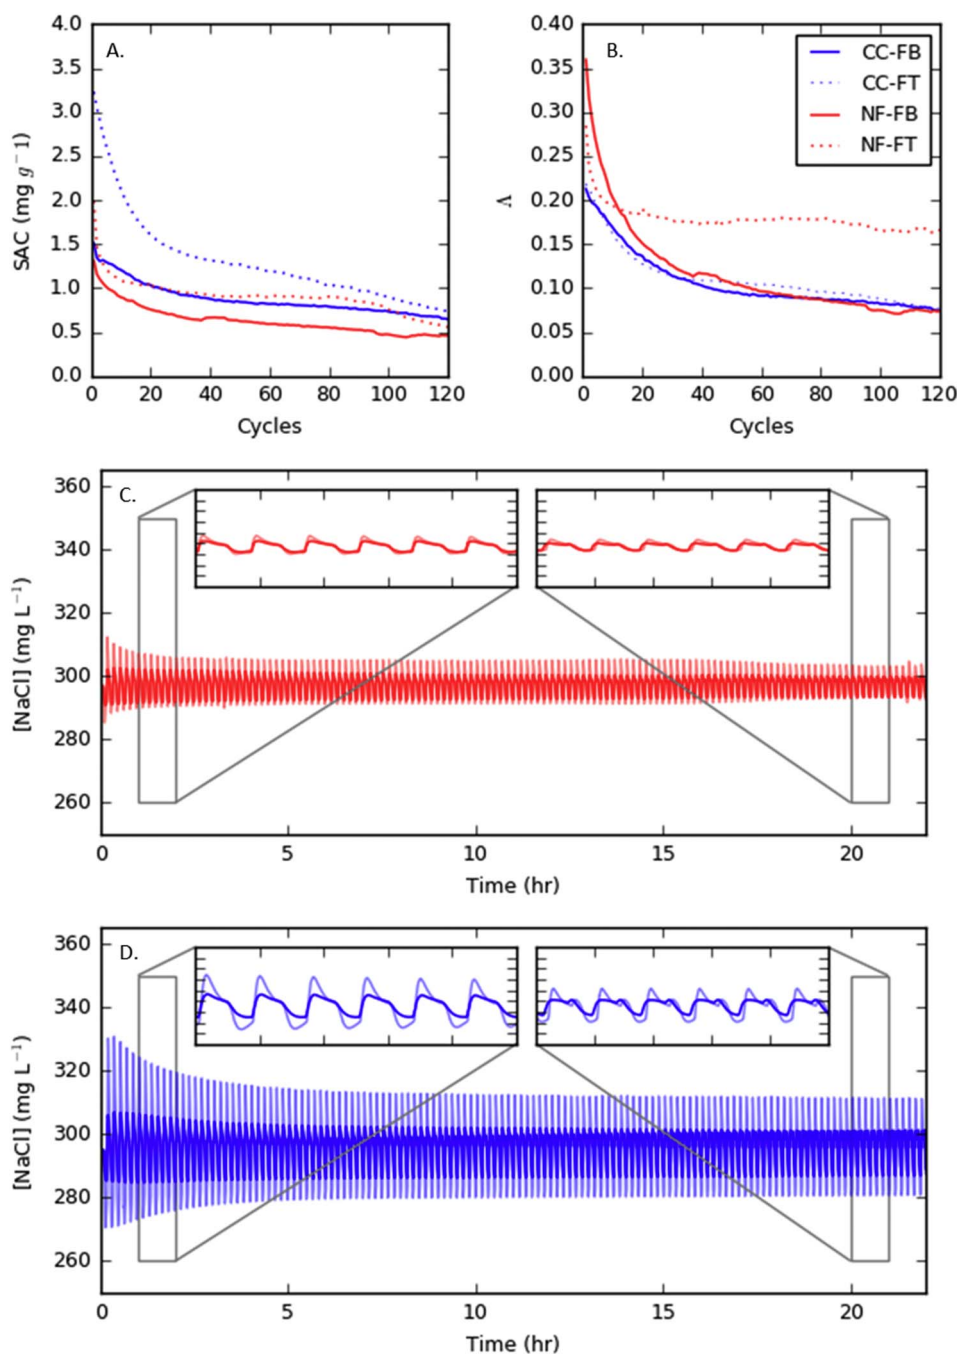 A.
SAC (mg g⁻¹)
4.0
3.5
3.0
2.5
2.0
1.5
1.0
0.5
0.0
0 20 40 60 80 100 120
Cycles
B.
Λ
0.40
0.35
0.30
0.25
0.20
0.15
0.10
0.05
0.00
0 20 40 60 80 100 120
Cycles
CC-FB
CC-FT
NF-FB
NF-FT
C.
[NaCl] (mg L⁻¹)
360
340
320
300
280
260
0 5 10 15 20
Time (hr)
D.
[NaCl] (mg L⁻¹)
360
340
320
300
280
260
0 5 10 15 20
Time (hr)